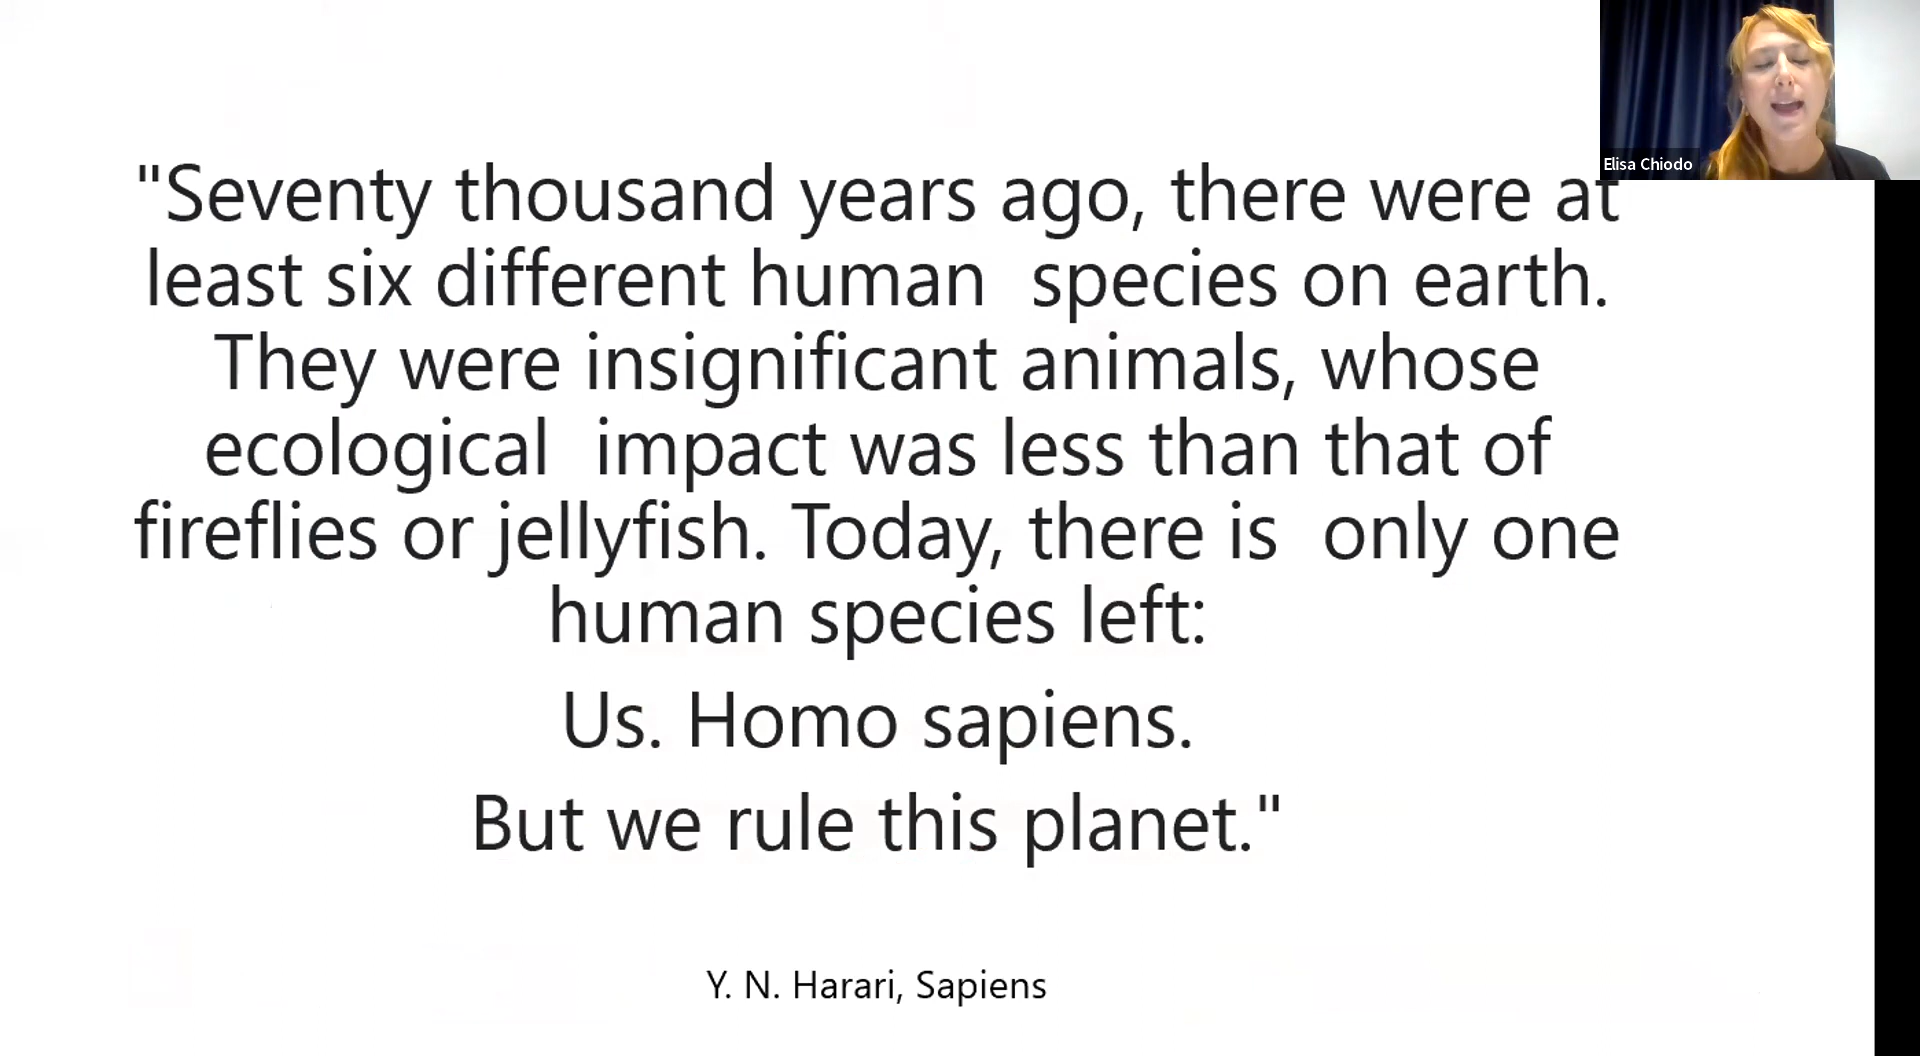 Elisa Chiodo
"Seventy thousand years ago, there were at
least six different human  species on earth.
They were insignificant animals, whose
ecological  impact was less than that of
fireflies or jellyfish. Today, there is  only one
human species left:
Us. Homo sapiens.
But we rule this planet."
Y. N. Harari, Sapiens